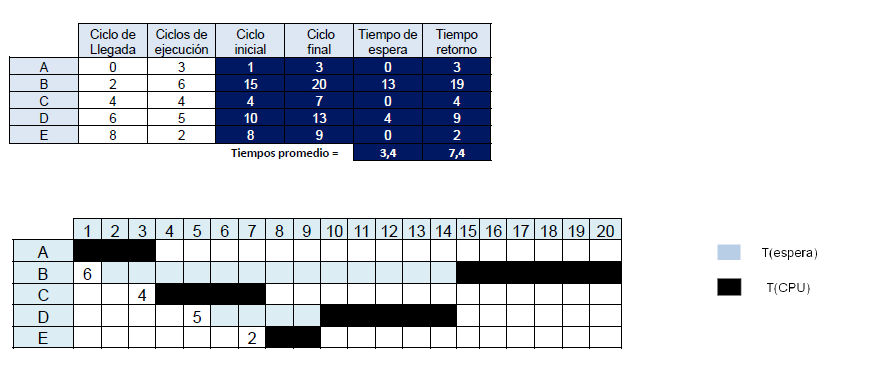 Ciclo de Llegada Ciclos de ejecución Ciclo inicial Ciclo final Tiempo de espera Tiempo retorno
A 0 3 1 3 0 3
B 2 6 15 20 13 19
C 4 4 4 7 0 4
D 6 5 10 13 4 9
E 8 2 8 9 0 2
Tiempos promedio = 3,4 7,4
1 2 3 4 5 6 7 8 9 10 11 12 13 14 15 16 17 18 19 20
A
B 6
C 4
D 5
E 2
T(espera)
T(CPU)